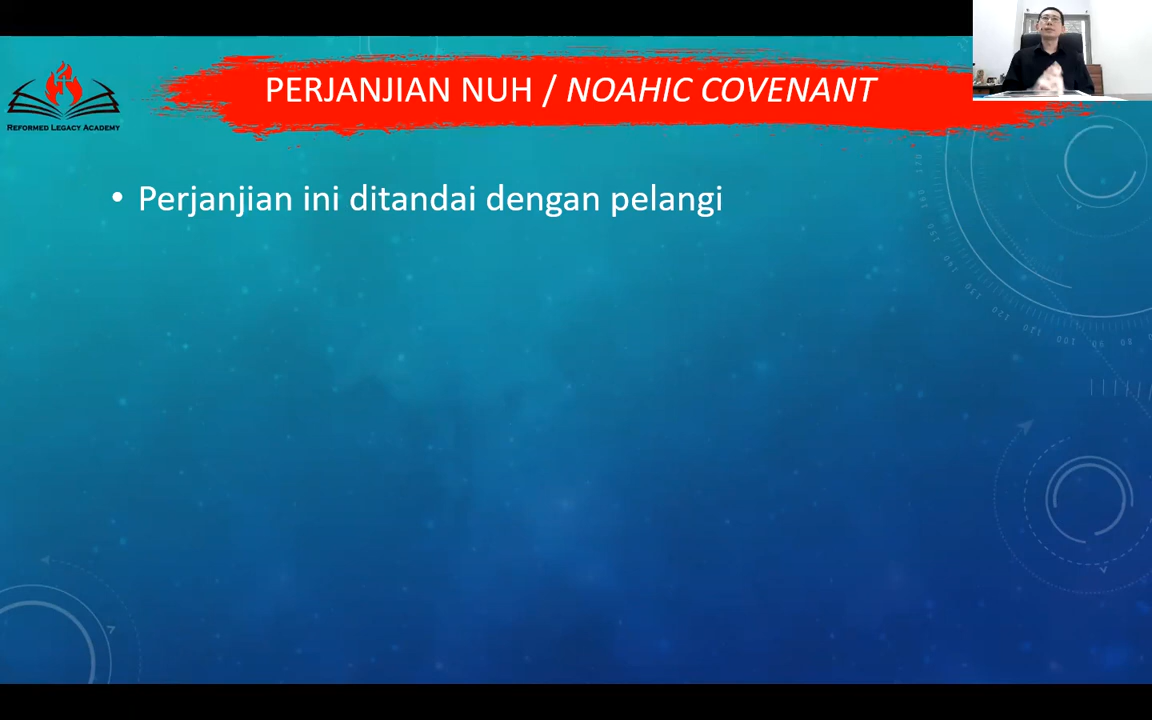 PERJANJIAN NUH / NOAHIC COVENANT
REFORMED LEGACY ACADEMY
• Perjanjian ini ditandai dengan pelangi